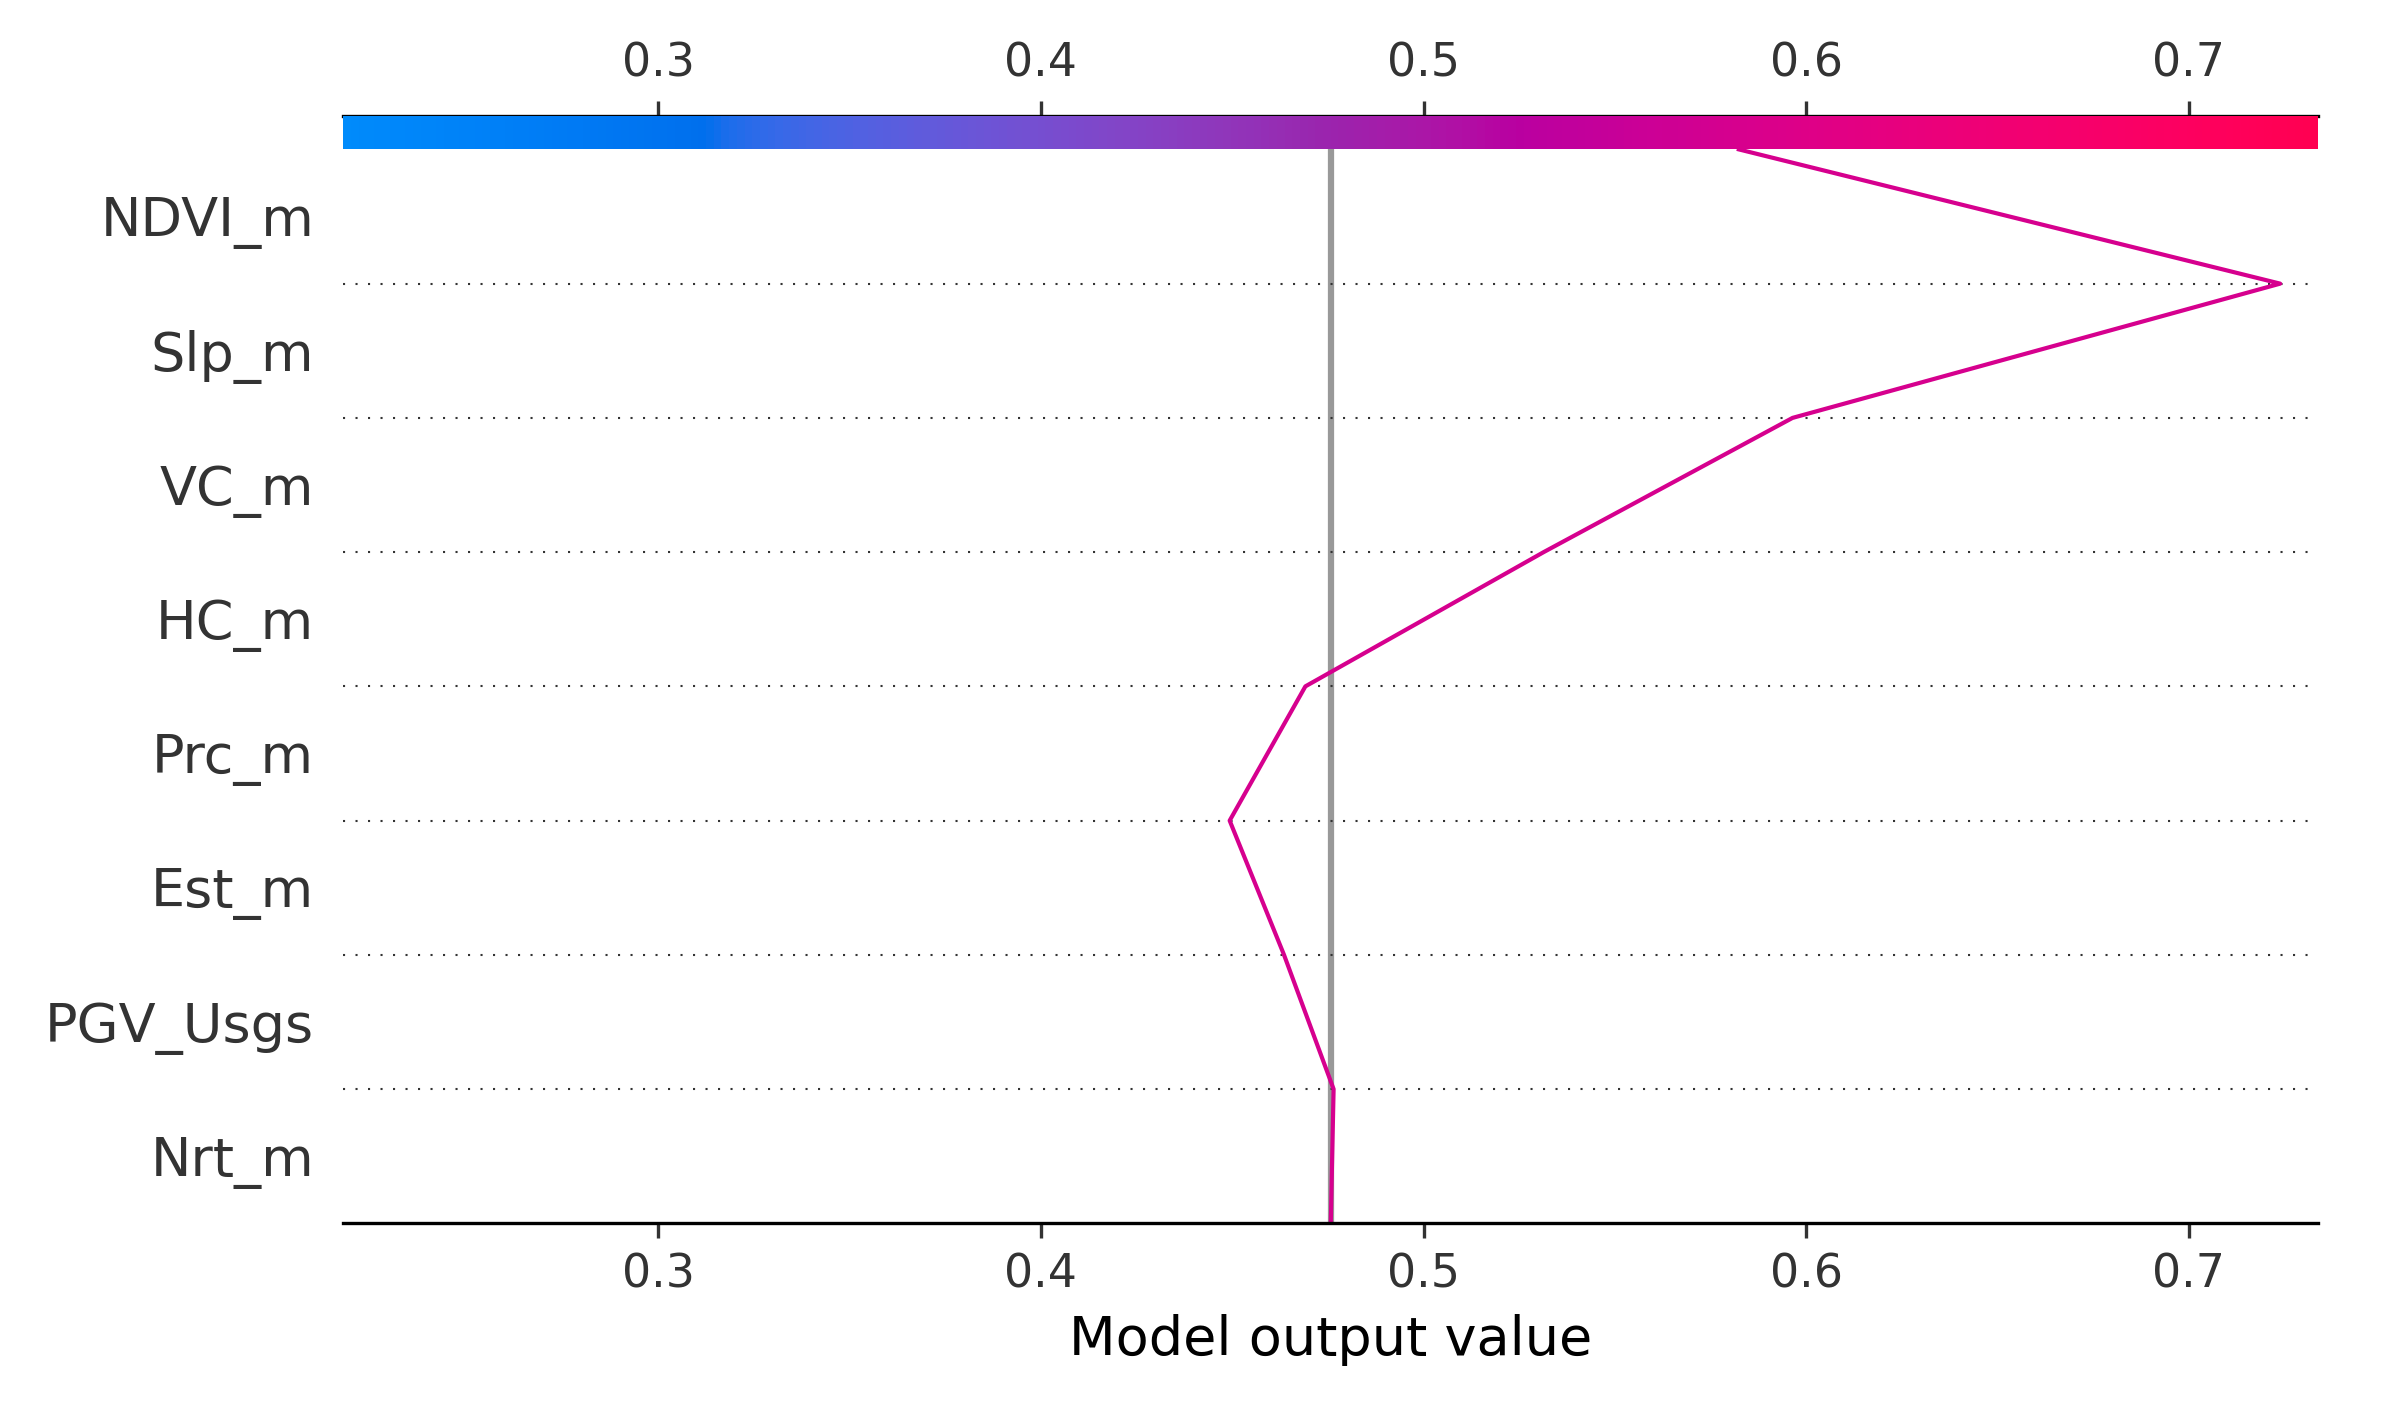 0.3 0.4 0.5 0.6 0.7
NDVI_m
Slp_m
VC_m
HC_m
Prc_m
Est_m
PGV_Usgs
Nrt_m
0.3 0.4 0.5 0.6 0.7
Model output value